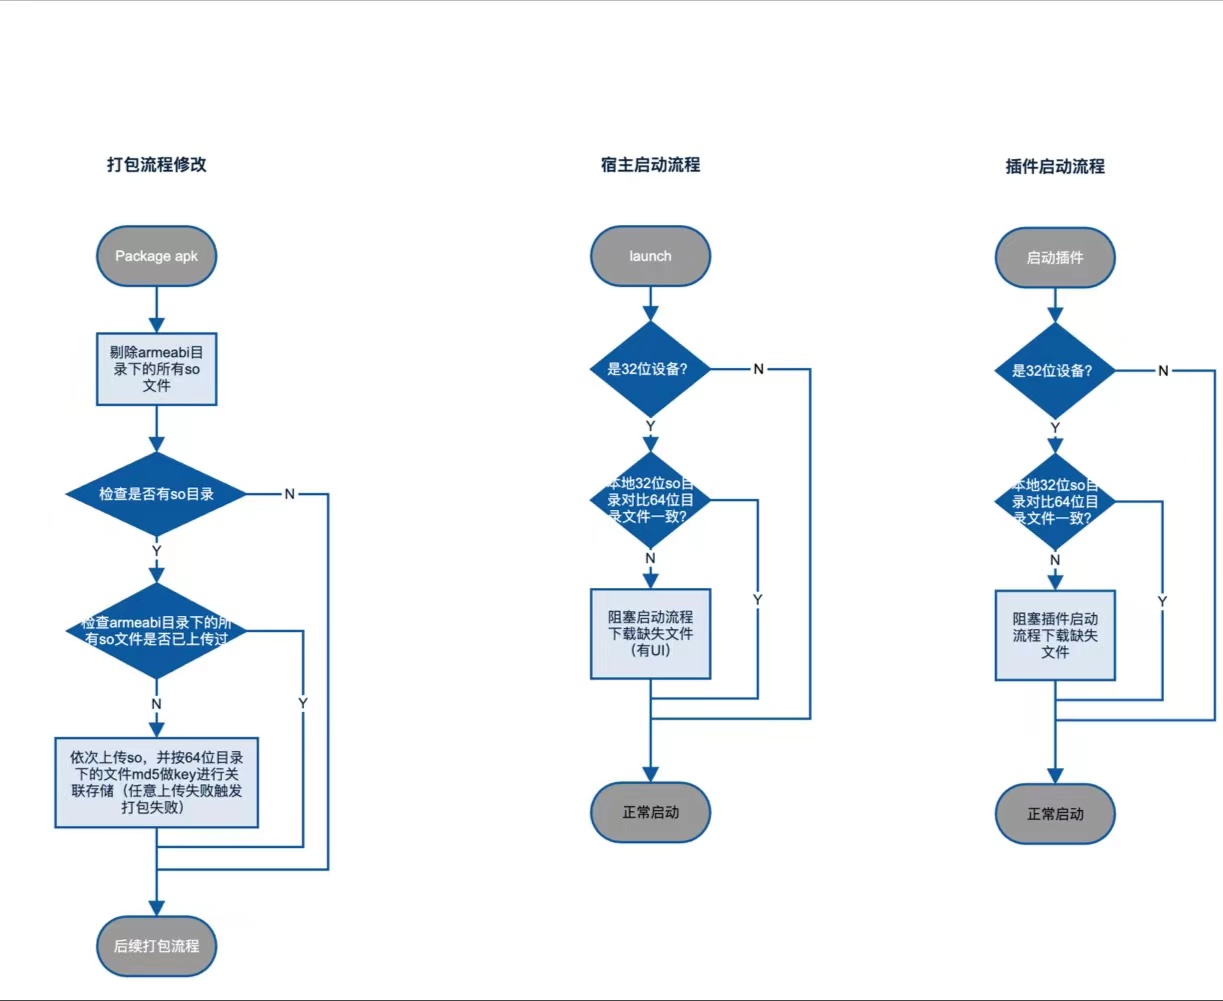 打包流程修改
Package apk
剔除armeabi目
录下的所有so
文件
检查是否有so目录
N
Y
检查armeabi目录下的所
有so文件是否已上传过
N
Y
依次上传so，并按64位目录
下的文件md5做key进行关
联存储（任意上传失败触发
打包失败）
后续打包流程
宿主启动流程
launch
是32位设备?
N
Y
本地32位so目
录对比64位目
录文件一致?
N
Y
阻塞启动流程
下载缺失文件
（有UI）
正常启动
插件启动流程
启动插件
是32位设备?
N
Y
本地32位so目
录对比64位目
录文件一致?
N
Y
阻塞插件启动
流程下载缺失
文件
正常启动